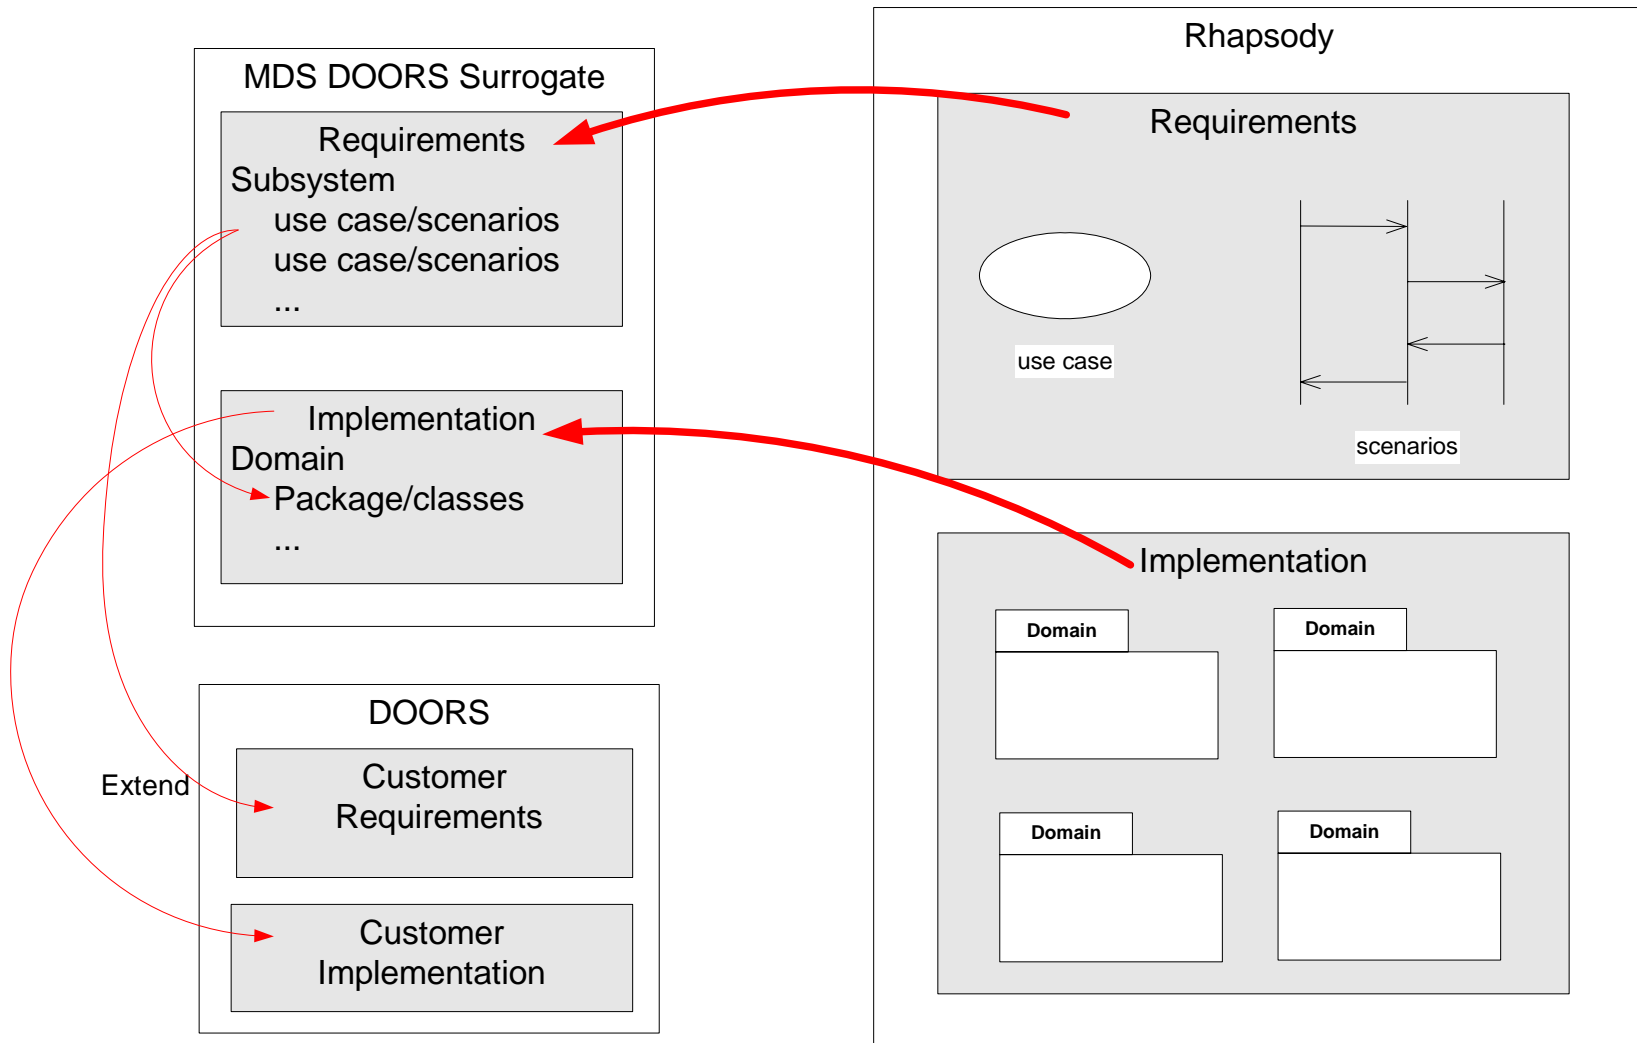 MDS DOORS Surrogate
Requirements
Subsystem
use case/scenarios
use case/scenarios
...
Implementation
Domain
Package/classes
...
DOORS
Customer
Requirements
Extend
Customer
Implementation
Rhapsody
Requirements
use case
scenarios
Implementation
Domain
Domain
Domain
Domain